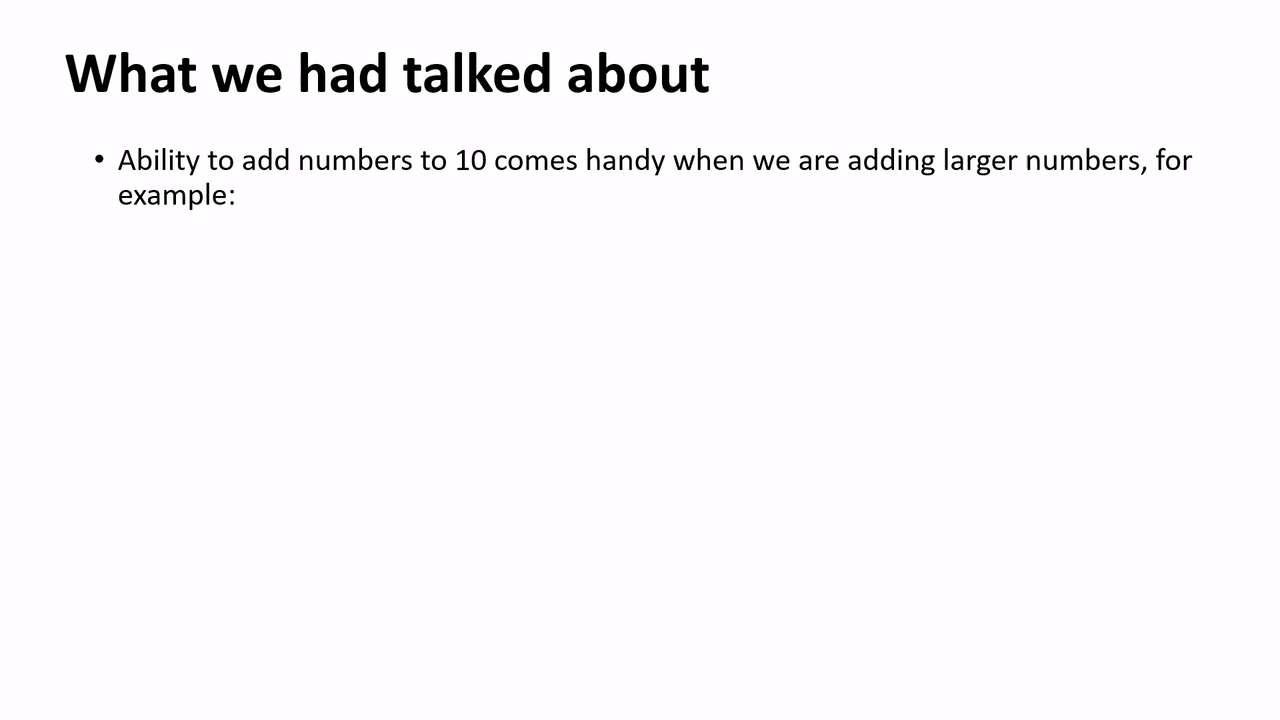 What we had talked about
• Ability to add numbers to 10 comes handy when we are adding larger numbers, for
example: